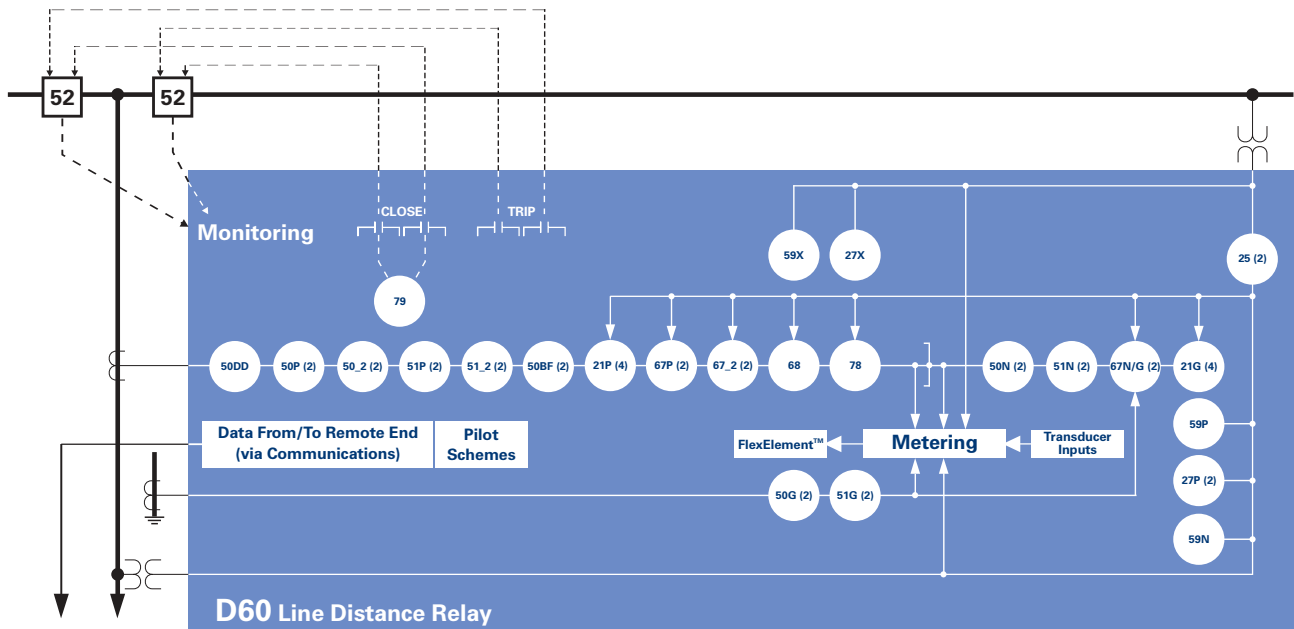 52
52
CLOSE
TRIP
Monitoring
59X
27X
25 (2)
79
50DD
50P (2)
50_2 (2)
51P (2)
51_2 (2)
50BF (2)
21P (4)
67P (2)
67_2 (2)
68
78
50N (2)
51N (2)
67N/G (2)
21G (4)
Data From/To Remote End
(via Communications)
Pilot
Schemes
FlexElement™
Metering
Transducer
Inputs
59P
50G (2)
51G (2)
27P (2)
59N
D60 Line Distance Relay